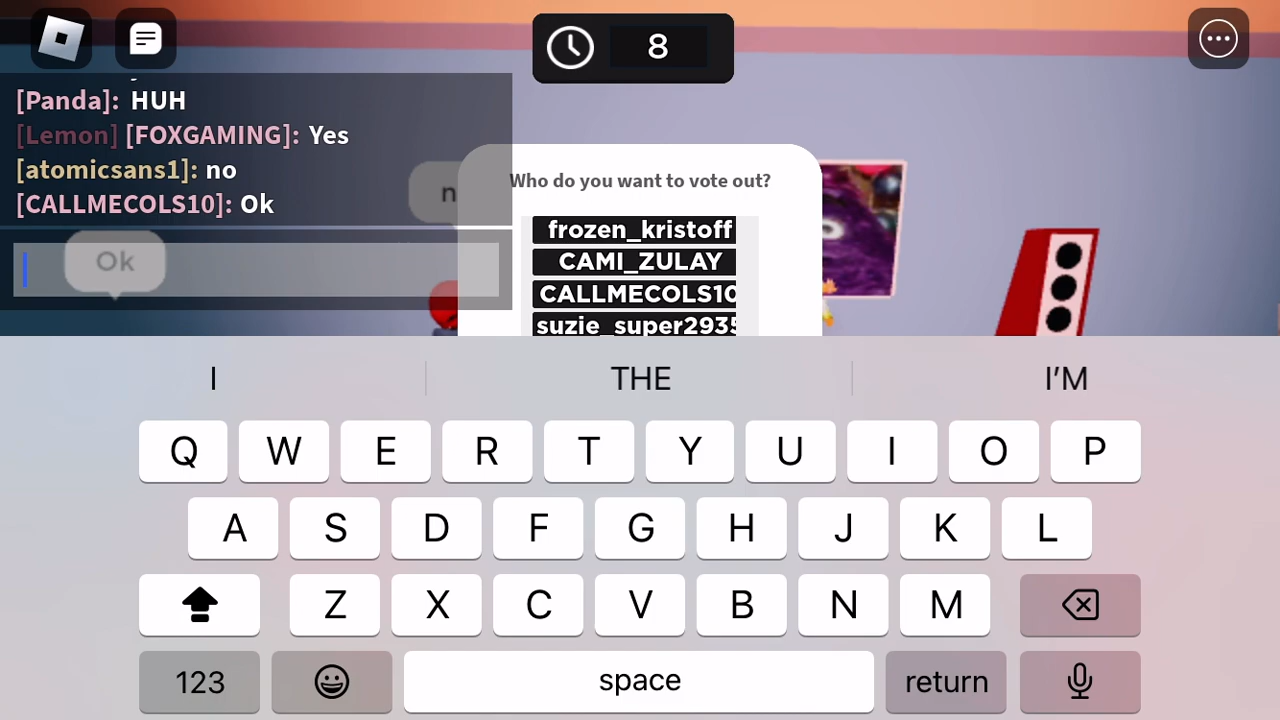 8
[Panda]: HUH
[Lemon] [FOXGAMING]: Yes
[atomicsans1]: no
[CALLMECOLS10]: Ok
n
Ok
Who do you want to vote out?
frozen_kristoff
CAMI_ZULAY
CALLMECOLS10
suzie_super2935
I THE I'M
Q W E R T Y U I O P
A S D F G H J K L
Z X C V B N M
123 space return